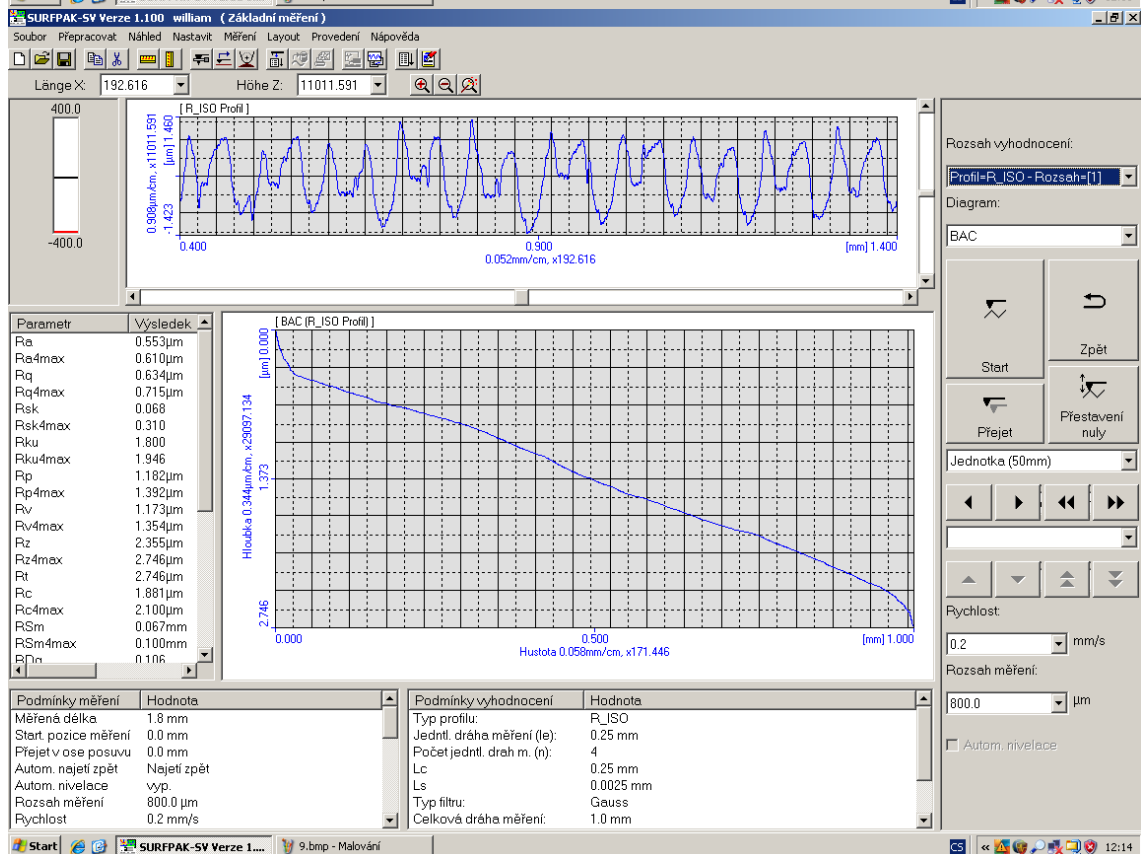 SURFPAK-SV Verze 1.100 william ( Základní měření )
Soubor Přepracovat Náhled Nastavit Měření Layout Provedení Nápověda
Länge X: 192.616 Höhe Z: 11011.591
400.0
-400.0
[ R_ISO Profil ]
0.908µm/cm, x11011.591
-1.423 [µm] 1.460
0.400 0.900 [mm] 1.400
0.052mm/cm, x192.616
Rozsah vyhodnocení:
Profil=R_ISO - Rozsah=[1]
Diagram:
BAC
Start
Zpět
Přejet
Přestavení
nuly
Jednotka (50mm)
Rychlost:
0.2 mm/s
Rozsah měření:
800.0 µm
Autom. nivelace
Parametr Výsledek
Ra 0.553µm
Ra4max 0.610µm
Rq 0.634µm
Rq4max 0.715µm
Rsk 0.068
Rsk4max 0.310
Rku 1.800
Rku4max 1.946
Rp 1.182µm
Rp4max 1.392µm
Rv 1.173µm
Rv4max 1.354µm
Rz 2.355µm
Rz4max 2.746µm
Rt 2.746µm
Rc 1.881µm
Rc4max 2.100µm
RSm 0.067mm
RSm4max 0.100mm
RDq 0.106
[ BAC (R_ISO Profil) ]
Hloubka 0.344µm/cm, x29097.134
2.746 1.373 [µm] 0.000
0.000 0.500 [mm] 1.000
Hustota 0.058mm/cm, x171.446
Podmínky měření Hodnota
Měřená délka 1.8 mm
Start. pozice měření 0.0 mm
Přejet v ose posuvu 0.0 mm
Autom. najetí zpět Najetí zpět
Autom. nivelace vyp.
Rozsah měření 800.0 µm
Rychlost 0.2 mm/s
Podmínky vyhodnocení Hodnota
Typ profilu: R_ISO
Jedntl. dráha měření (le): 0.25 mm
Počet jedntl. drah m. (n): 4
Lc 0.25 mm
Ls 0.0025 mm
Typ filtru: Gauss
Celková dráha měření: 1.0 mm
Start SURFPAK-SV Verze 1.... 9.bmp - Malování CS « 12:14